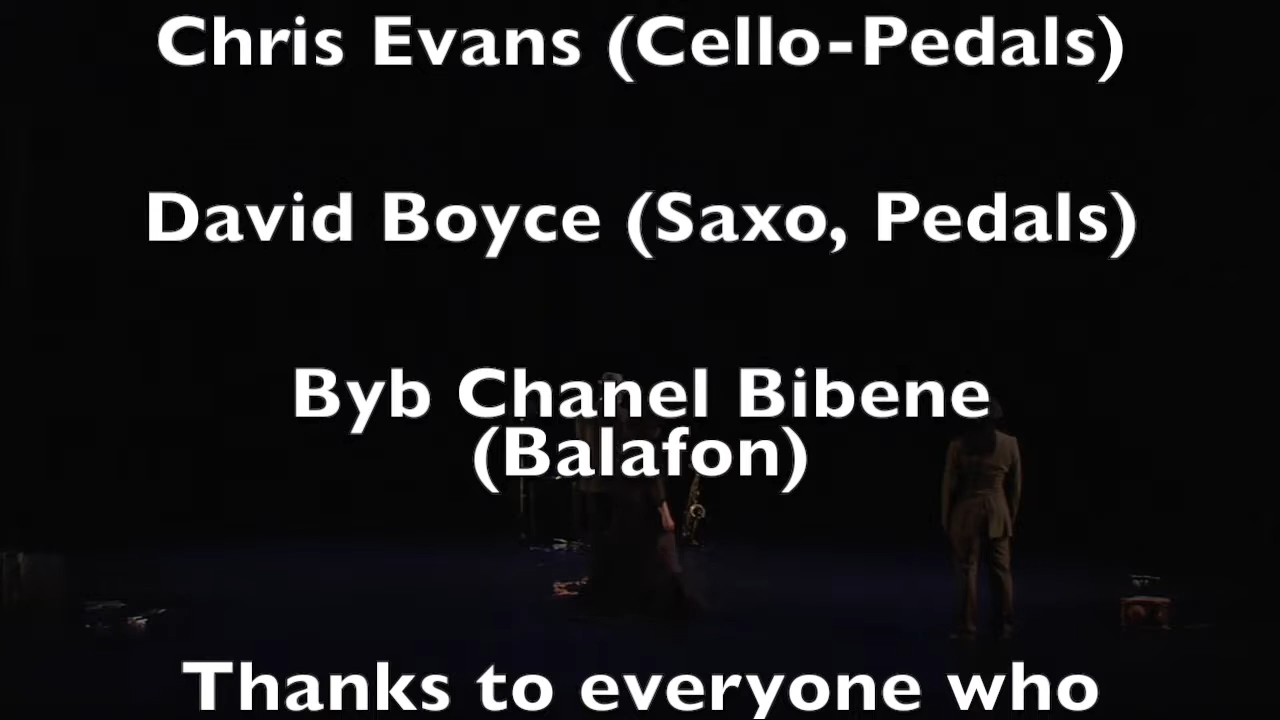 Chris Evans (Cello-Pedals)
David Boyce (Saxo, Pedals)
Byb Chanel Bibene
(Balafon)
Thanks to everyone who